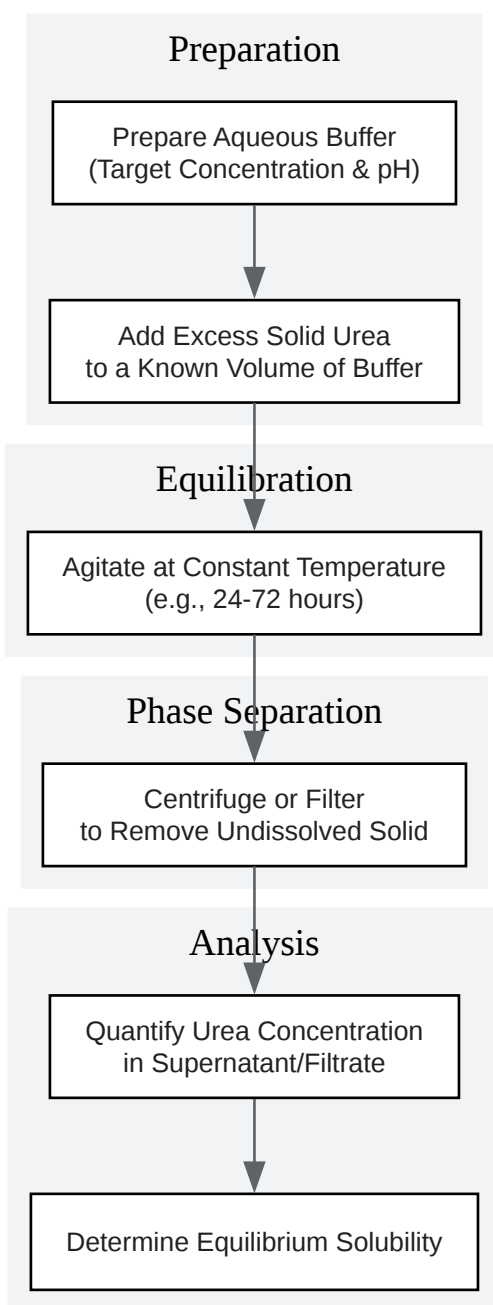 Preparation
Prepare Aqueous Buffer
(Target Concentration & pH)
Add Excess Solid Urea
to a Known Volume of Buffer
Equilibration
Agitate at Constant Temperature
(e.g., 24-72 hours)
Phase Separation
Centrifuge or Filter
to Remove Undissolved Solid
Analysis
Quantify Urea Concentration
in Supernatant/Filtrate
Determine Equilibrium Solubility